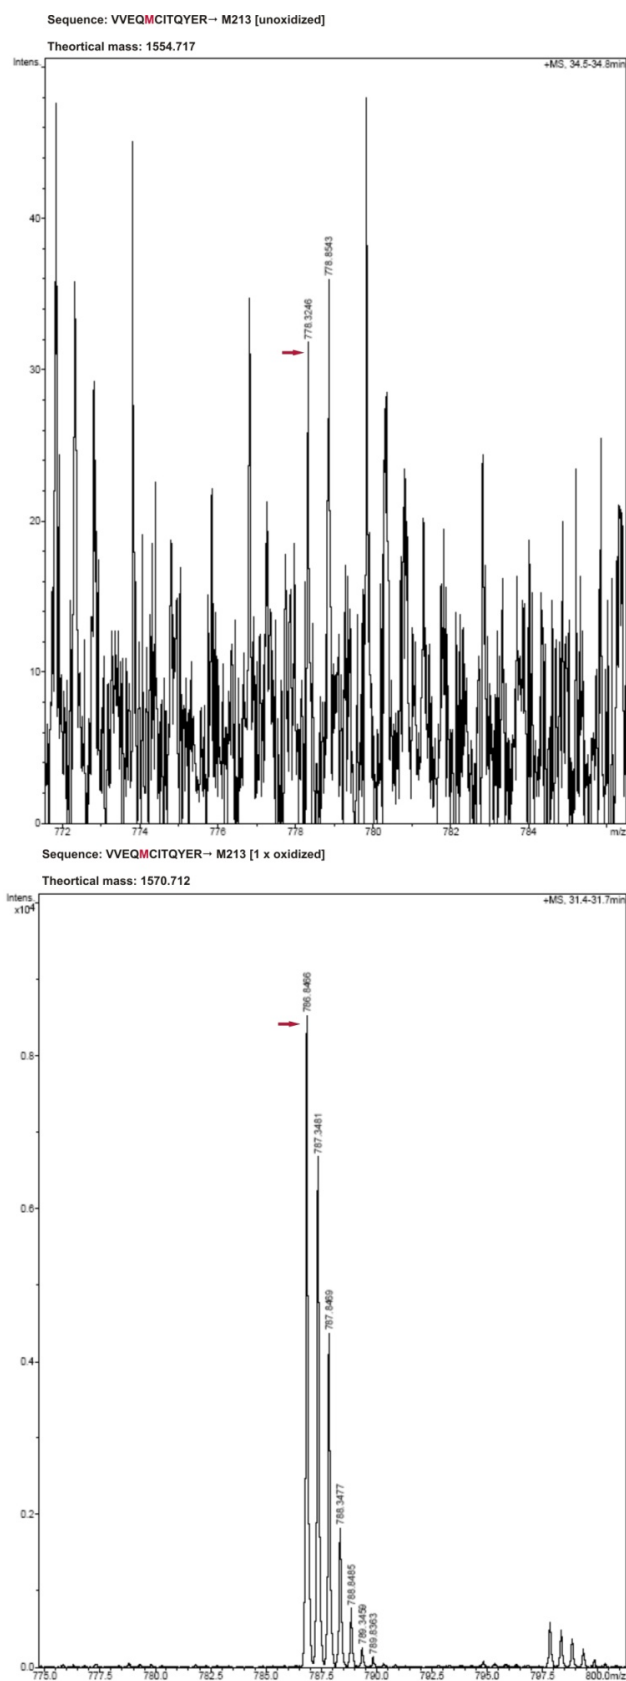 Sequence: VVEQMCITQYER→ M213 [unoxidized]
Theortical mass: 1554.717
Intens.
+MS, 34.5-34.8min
40
778.8543
778.3246
30
20
10
0
772 774 776 778 780 782 784 m/z
Sequence: VVEQMCITQYER→ M213 [1 x oxidized]
Theortical mass: 1570.712
Intens.
x10⁴
+MS, 31.4-31.7min
786.8466
0.8
787.3481
0.6
787.8469
0.4
788.3477
0.2
788.8485
789.3459
789.8363
0.0
775.0 777.5 780.0 782.5 785.0 787.5 790.0 792.5 795.0 797.5 800.0 m/z